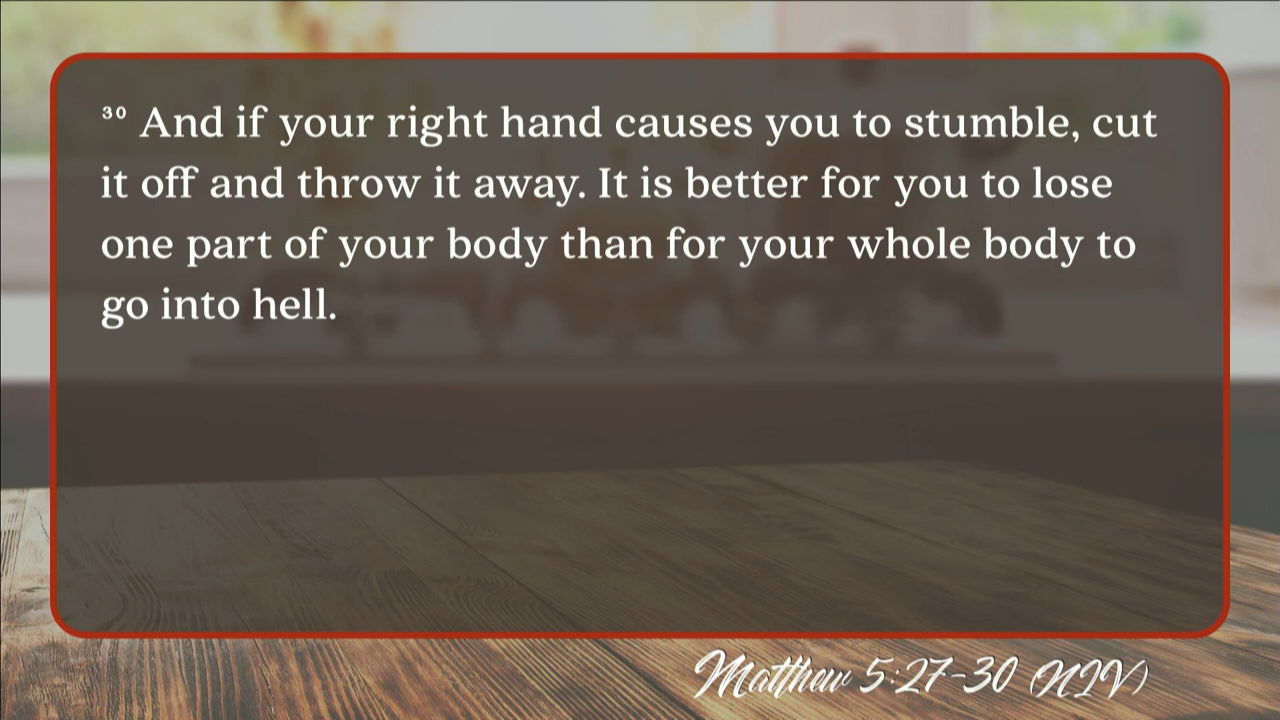 ³⁰ And if your right hand causes you to stumble, cut
it off and throw it away. It is better for you to lose
one part of your body than for your whole body to
go into hell.
Matthew 5:27-30 (NIV)